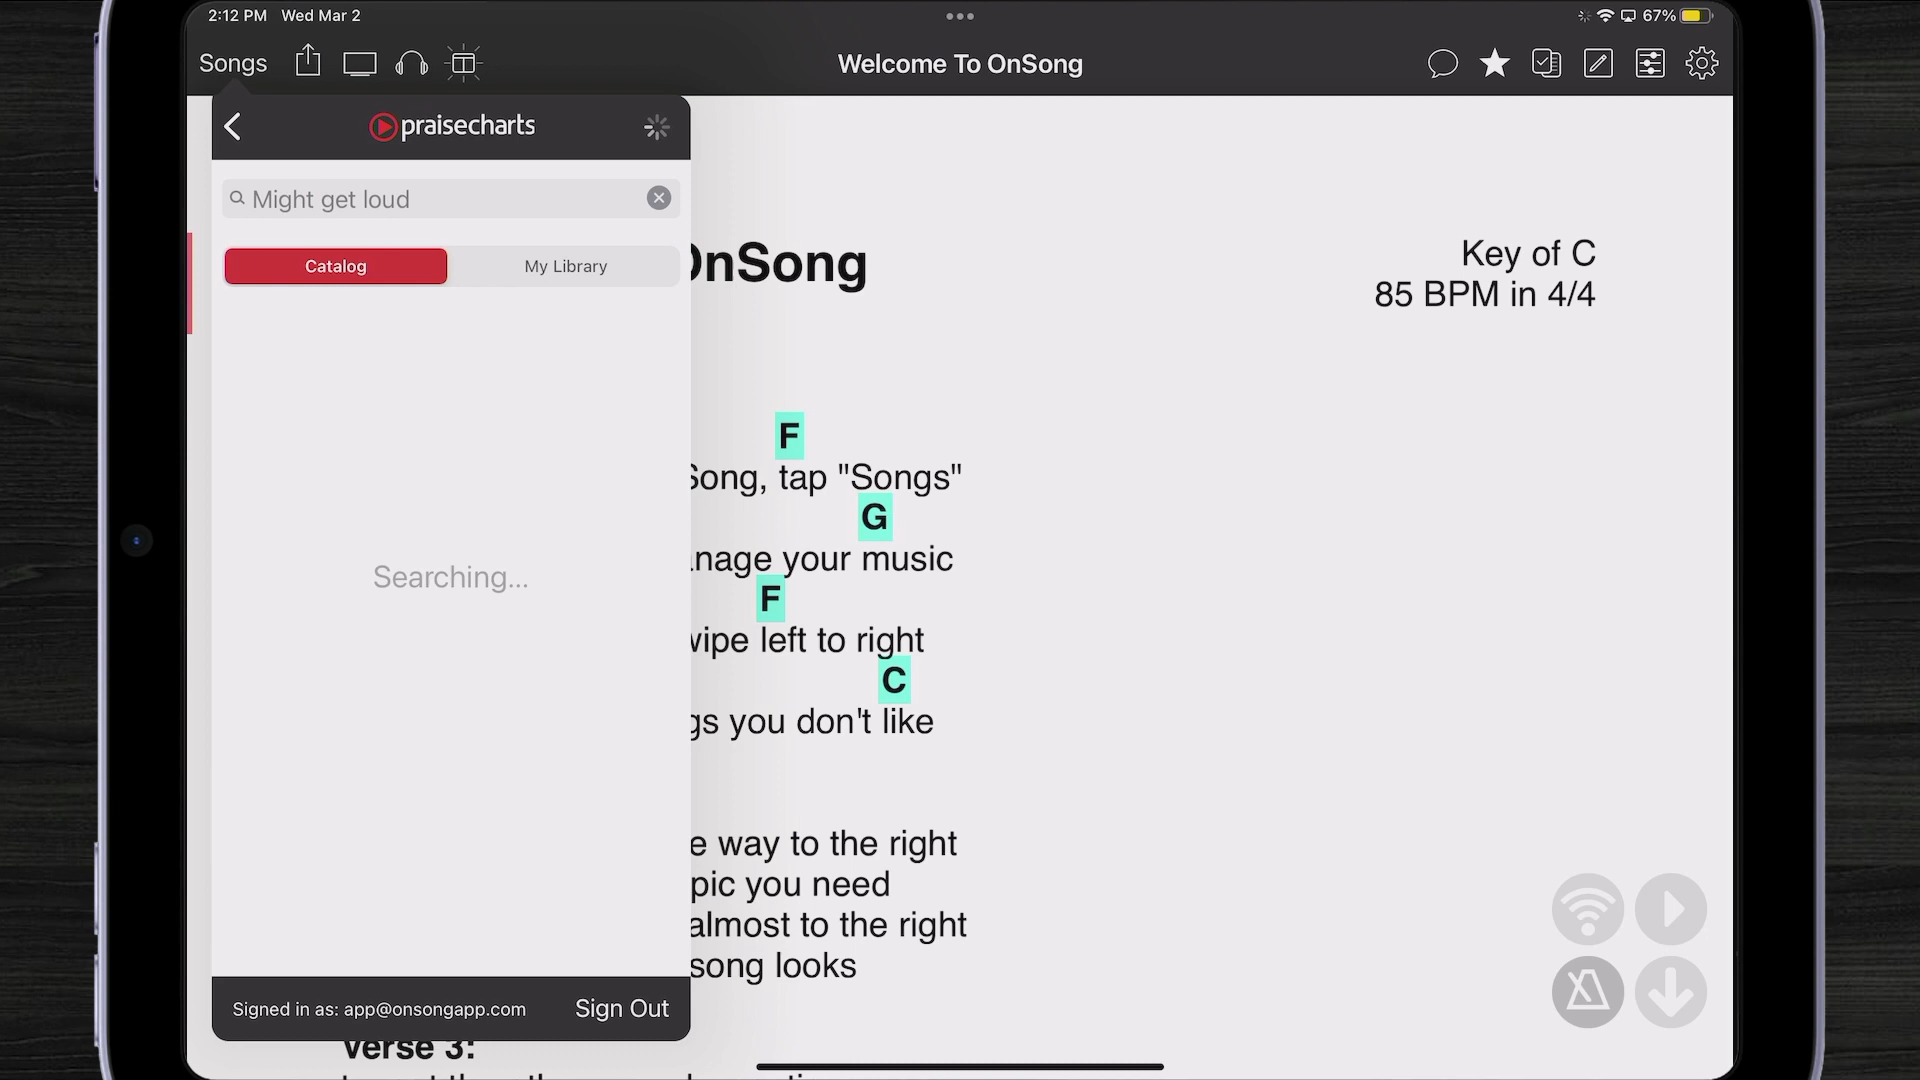 2:12 PM Wed Mar 2
67%
Songs
Welcome To OnSong
praisecharts
Might get loud
Catalog
My Library
Searching...
Signed in as: app@onsongapp.com
Sign Out
OnSong
Key of C
85 BPM in 4/4
F
Song, tap "Songs"
G
nage your music
F
wipe left to right
C
gs you don't like
e way to the right
pic you need
almost to the right
song looks
Verse 3: